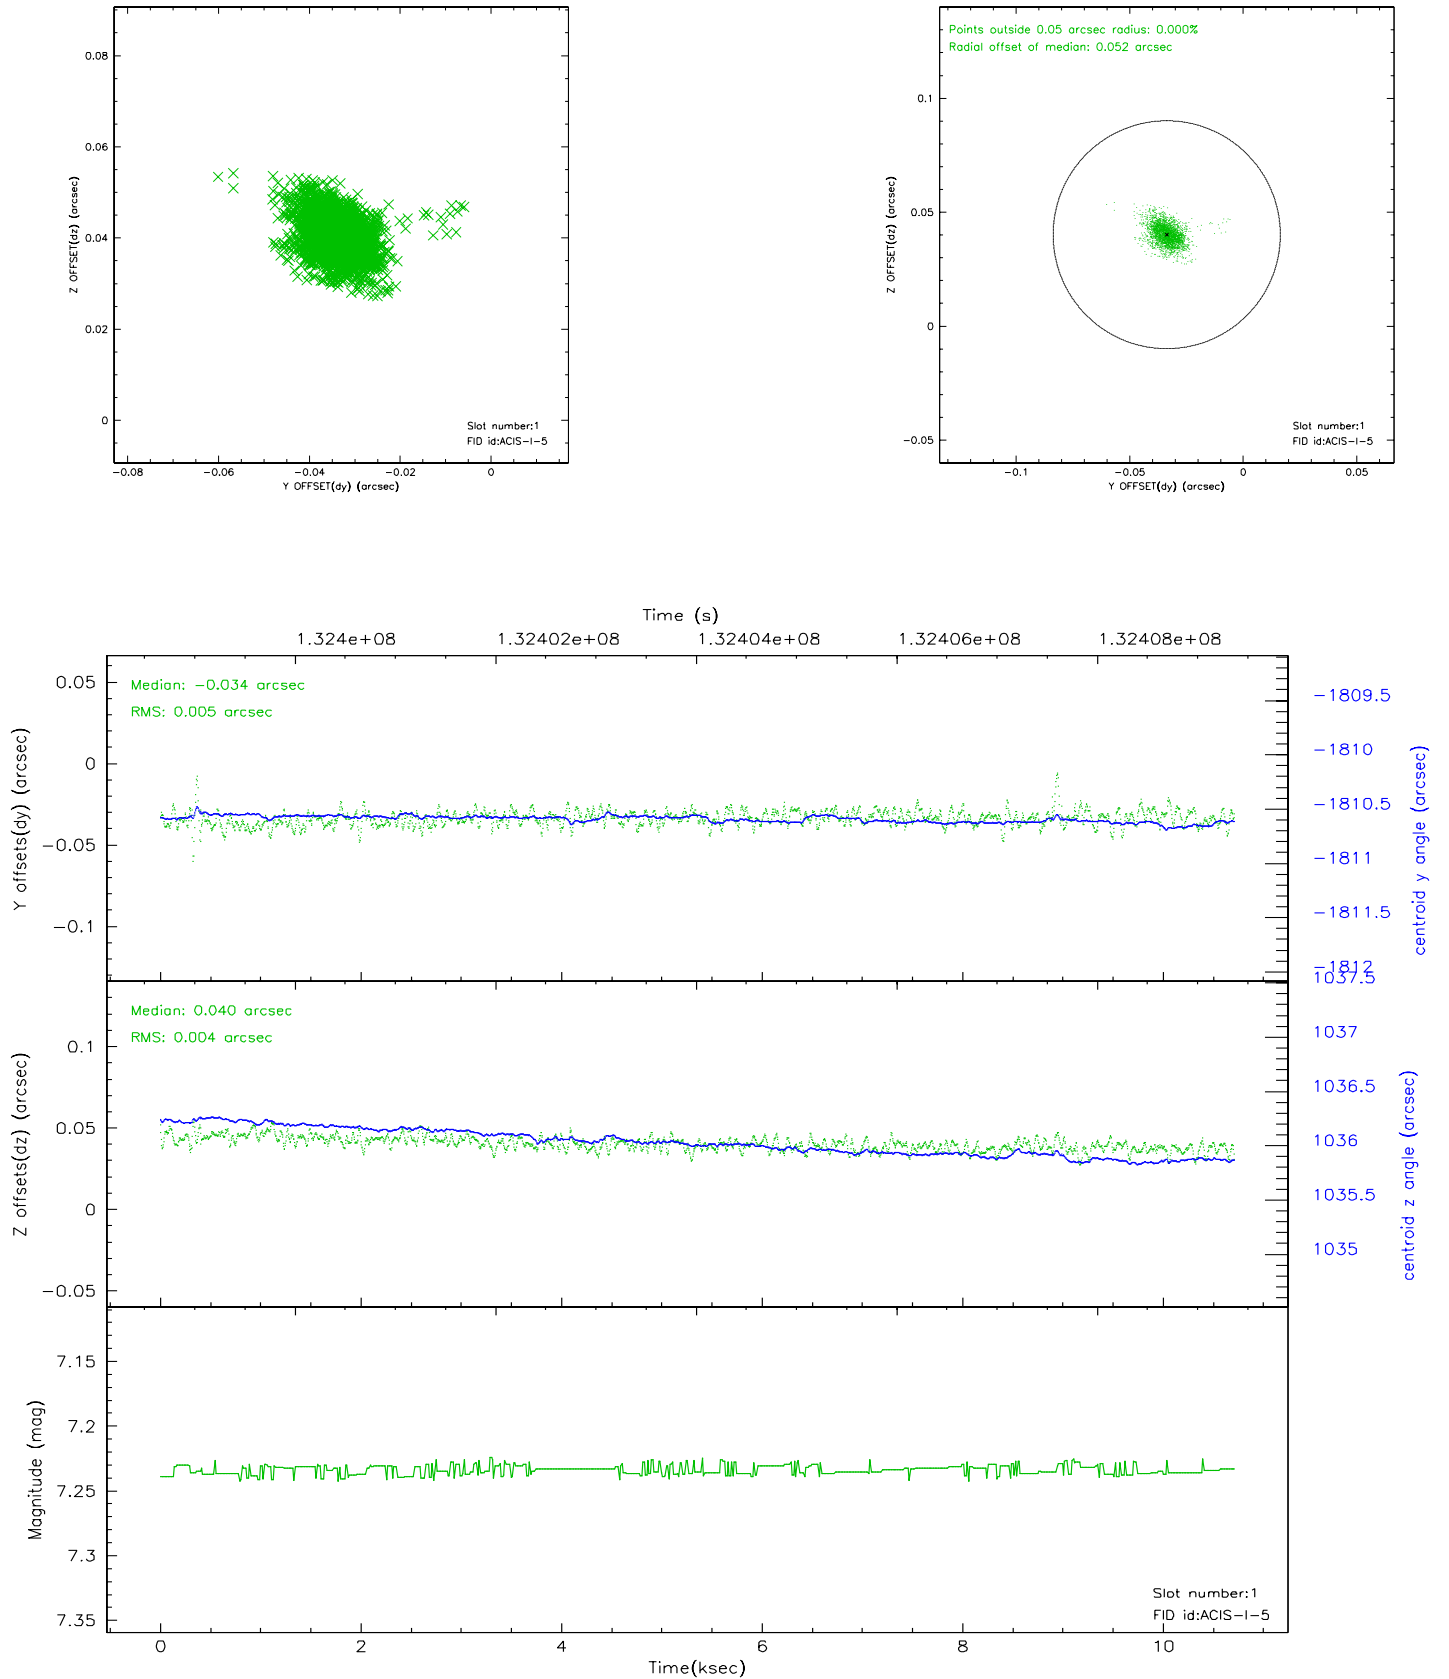 0.08
0.06
0.04
0.02
0
Z OFFSET(dz) (arcsec)
Slot number:1
FID id:ACIS-I-5
-0.08
-0.06
-0.04
-0.02
0
Y OFFSET(dy) (arcsec)
Points outside 0.05 arcsec radius: 0.000%
Radial offset of median: 0.052 arcsec
0.1
0.05
0
-0.05
Z OFFSET(dz) (arcsec)
Slot number:1
FID id:ACIS-I-5
-0.1
-0.05
0
0.05
Y OFFSET(dy) (arcsec)
Time (s)
1.324e+08
1.32402e+08
1.32404e+08
1.32406e+08
1.32408e+08
Median: -0.034 arcsec
RMS: 0.005 arcsec
0.05
0
-0.05
-0.1
Y offsets(dy) (arcsec)
-1809.5
-1810
-1810.5
-1811
-1811.5
-1812
centroid y angle (arcsec)
Median: 0.040 arcsec
RMS: 0.004 arcsec
0.1
0.05
0
-0.05
Z offsets(dz) (arcsec)
1037.5
1037
1036.5
1036
1035.5
1035
centroid z angle (arcsec)
7.15
7.2
7.25
7.3
7.35
Magnitude (mag)
Slot number:1
FID id:ACIS-I-5
0
2
4
6
8
10
Time(ksec)